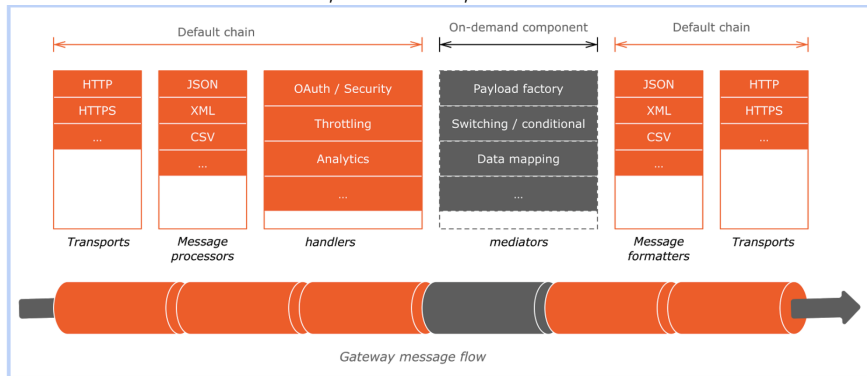 Default chain
On-demand component
Default chain
HTTP
HTTPS
...
Transports
JSON
XML
CSV
...
Message
processors
OAuth / Security
Throttling
Analytics
...
handlers
Payload factory
Switching / conditional
Data mapping
...
mediators
JSON
XML
CSV
...
Message
formatters
HTTP
HTTPS
...
Transports
Gateway message flow